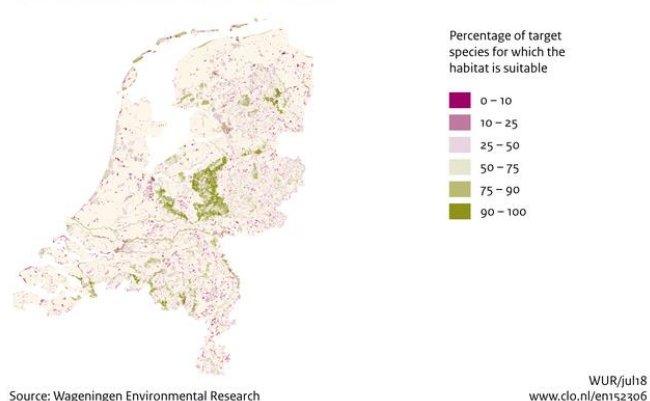 Percentage of target
species for which the
habitat is suitable
0 – 10
10 – 25
25 – 50
50 – 75
75 – 90
90 – 100
WUR/jul18
Source: Wageningen Environmental Research
www.clo.nl/en152306